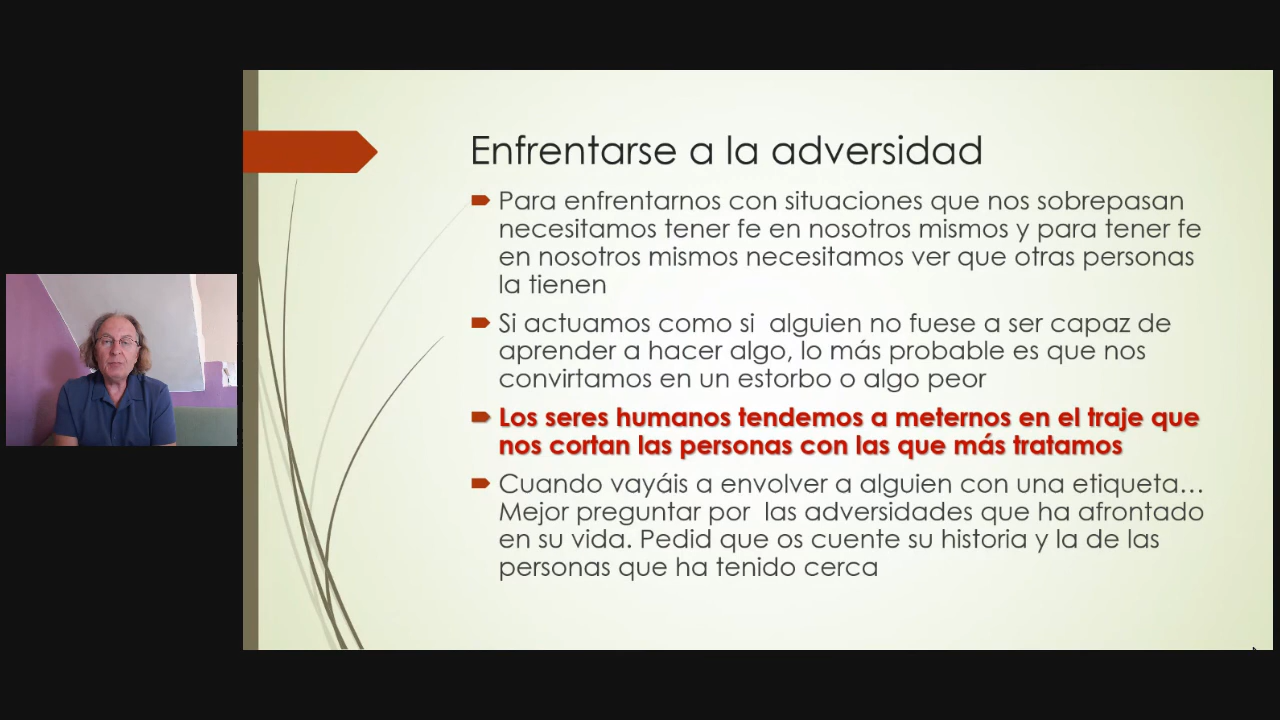 Enfrentarse a la adversidad
Para enfrentarnos con situaciones que nos sobrepasan
necesitamos tener fe en nosotros mismos y para tener fe
en nosotros mismos necesitamos ver que otras personas
la tienen
Si actuamos como si  alguien no fuese a ser capaz de
aprender a hacer algo, lo más probable es que nos
convirtamos en un estorbo o algo peor
Los seres humanos tendemos a meternos en el traje que
nos cortan las personas con las que más tratamos
Cuando vayáis a envolver a alguien con una etiqueta…
Mejor preguntar por  las adversidades que ha afrontado
en su vida. Pedid que os cuente su historia y la de las
personas que ha tenido cerca